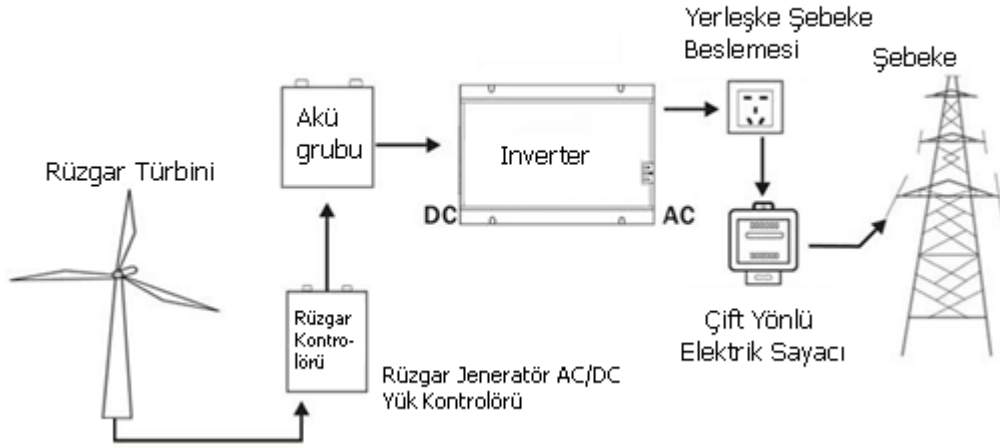 Yerleşke Şebeke
Beslemesi
Şebeke
Akü
grubu
Inverter
Rüzgar Türbini
DC
AC
Rüzgar
Kontro-
lörü
Rüzgar Jeneratör AC/DC
Yük Kontrolörü
Çift Yönlü
Elektrik Sayacı